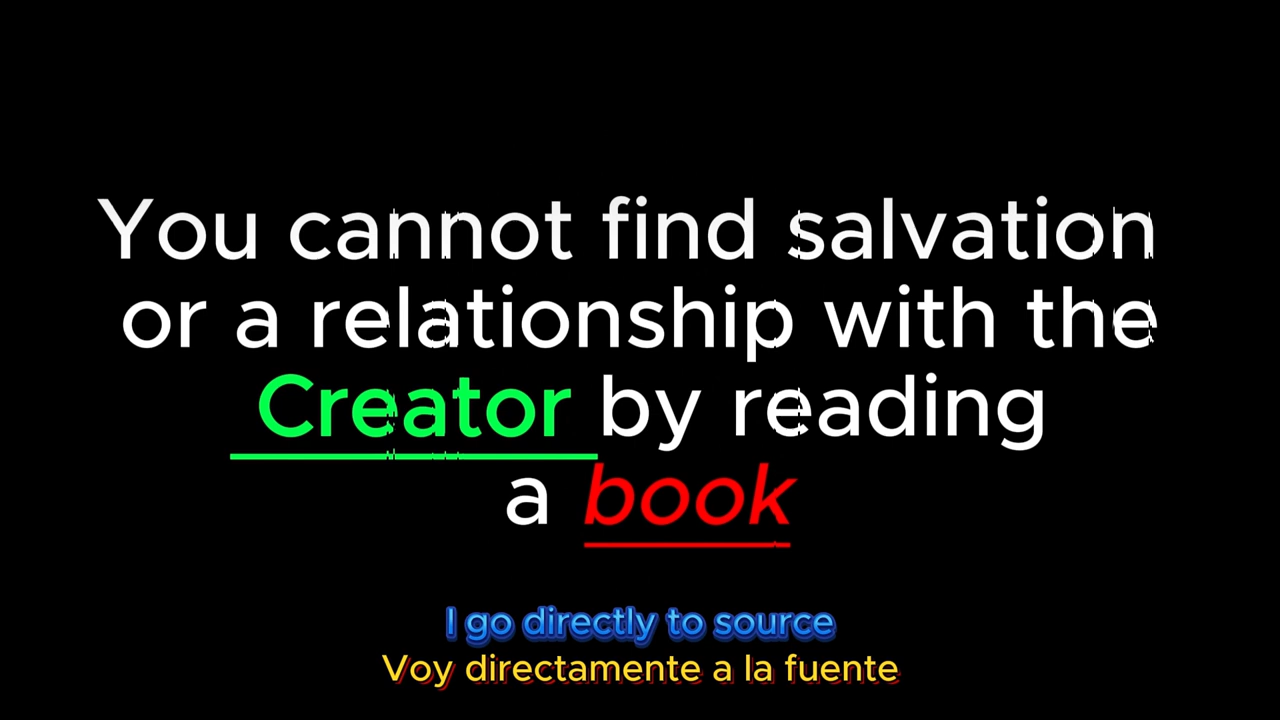 You cannot find salvation
or a relationship with the
Creator by reading
a book
I go directly to source
Voy directamente a la fuente